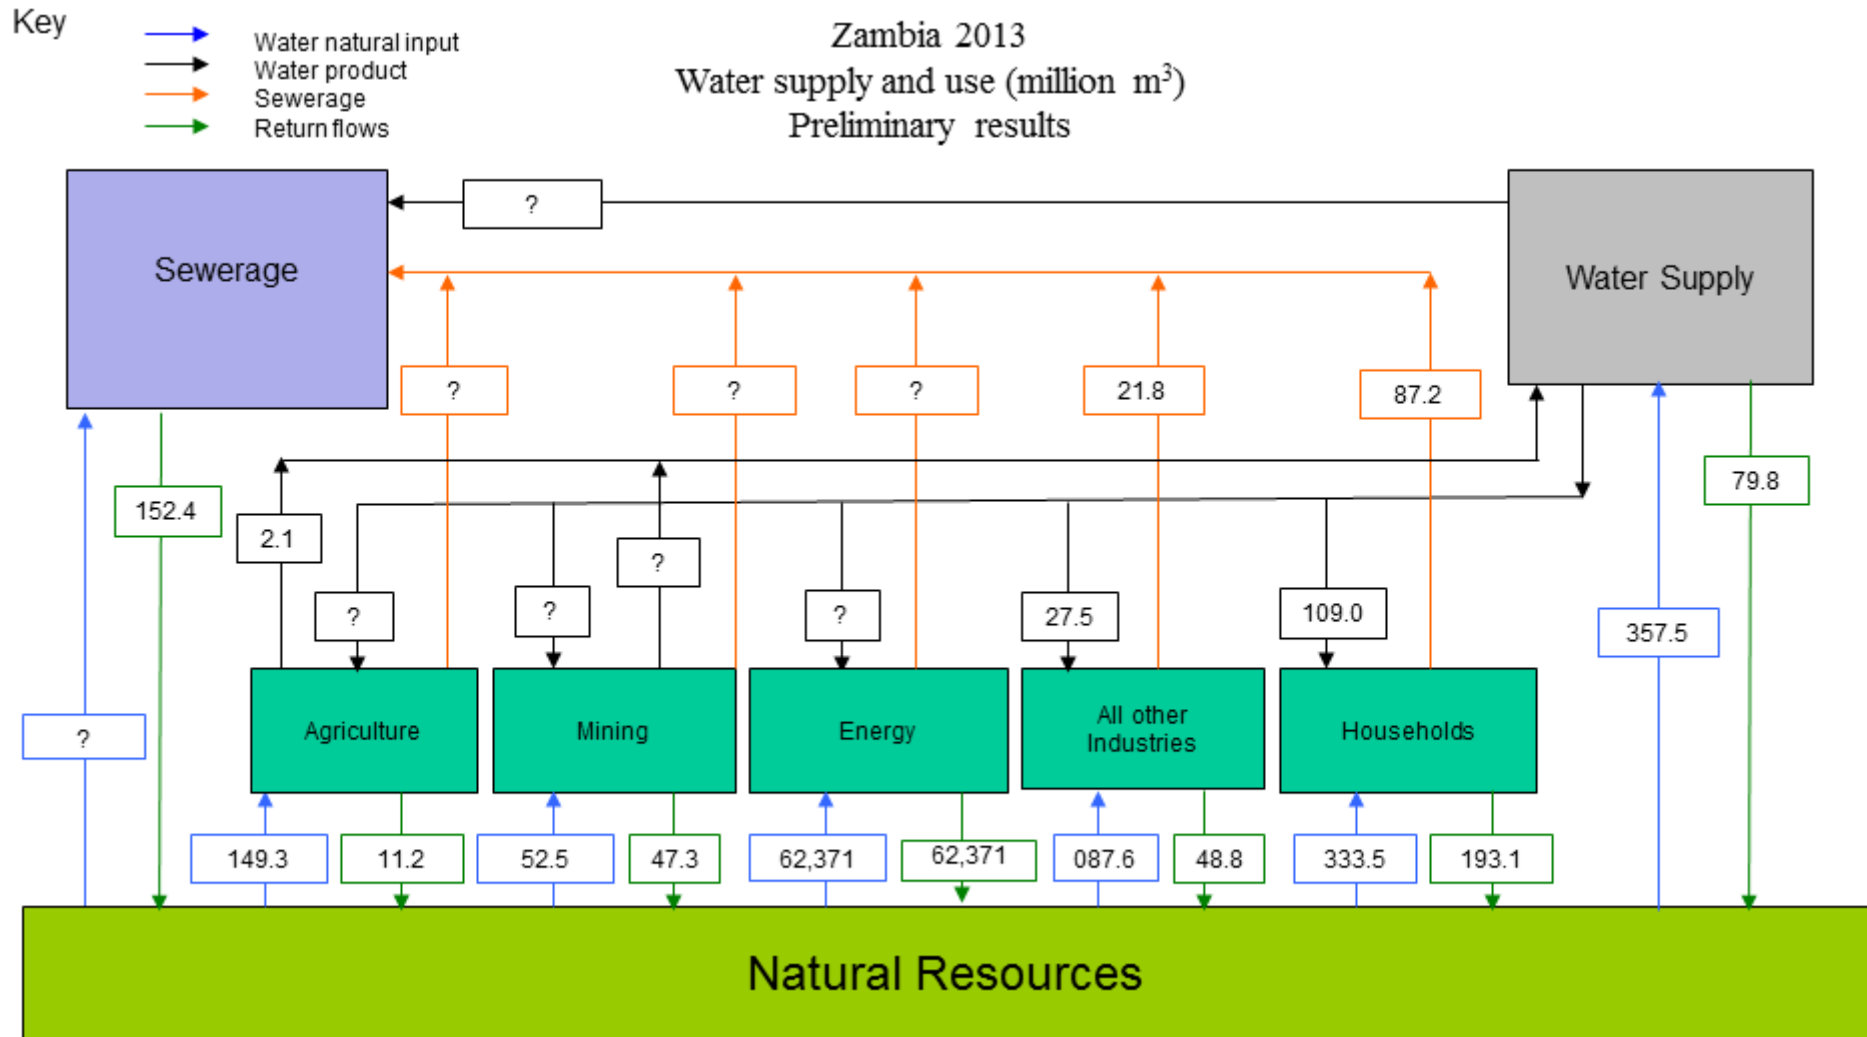 Key
Water natural input
Water product
Sewerage
Return flows
Zambia 2013
Water supply and use (million m³)
Preliminary results
?
Sewerage
Water Supply
?
?
?
21.8
87.2
152.4
2.1
?
79.8
?
?
?
27.5
109.0
357.5
?
Agriculture
Mining
Energy
All other
Industries
Households
149.3
11.2
52.5
47.3
62,371
62,371
087.6
48.8
333.5
193.1
Natural Resources